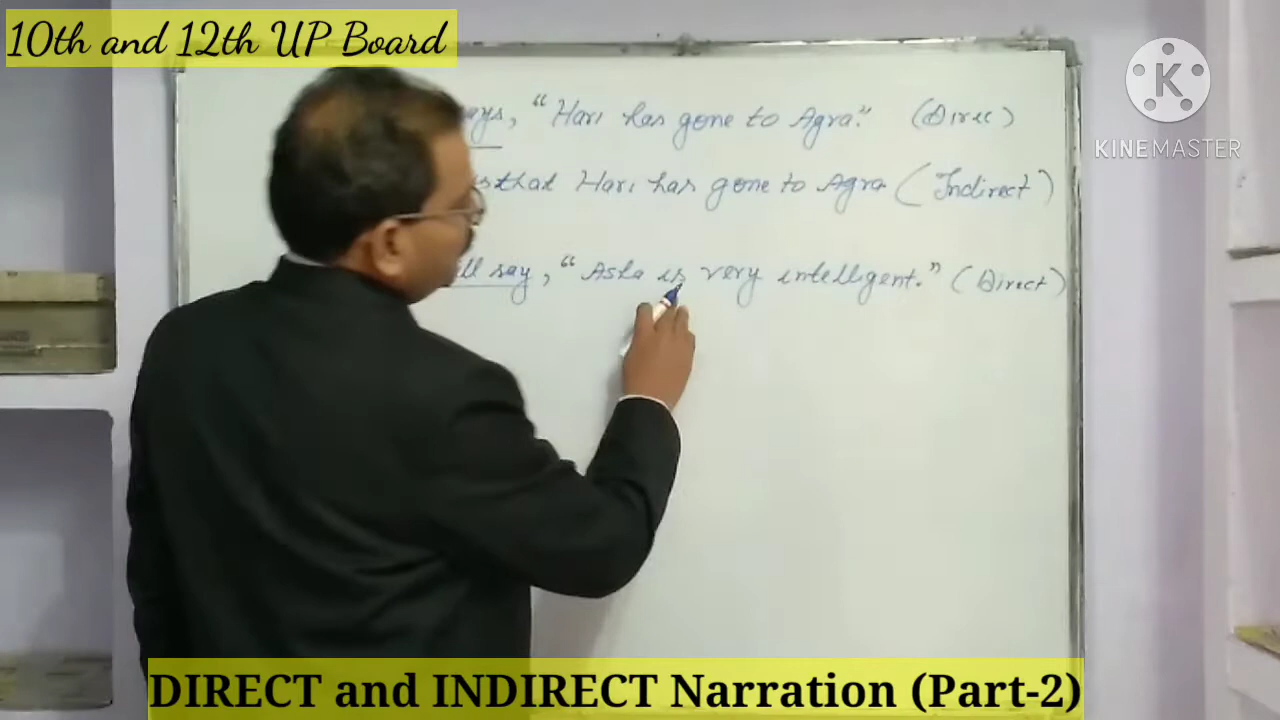 10th and 12th UP Board
K
KINEMASTER
says, “Hari has gone to Agra.” (Direc)
that Hari has gone to Agra (Indirect)
say, “Asha is very intelligent.” (Direct)
DIRECT and INDIRECT Narration (Part-2)